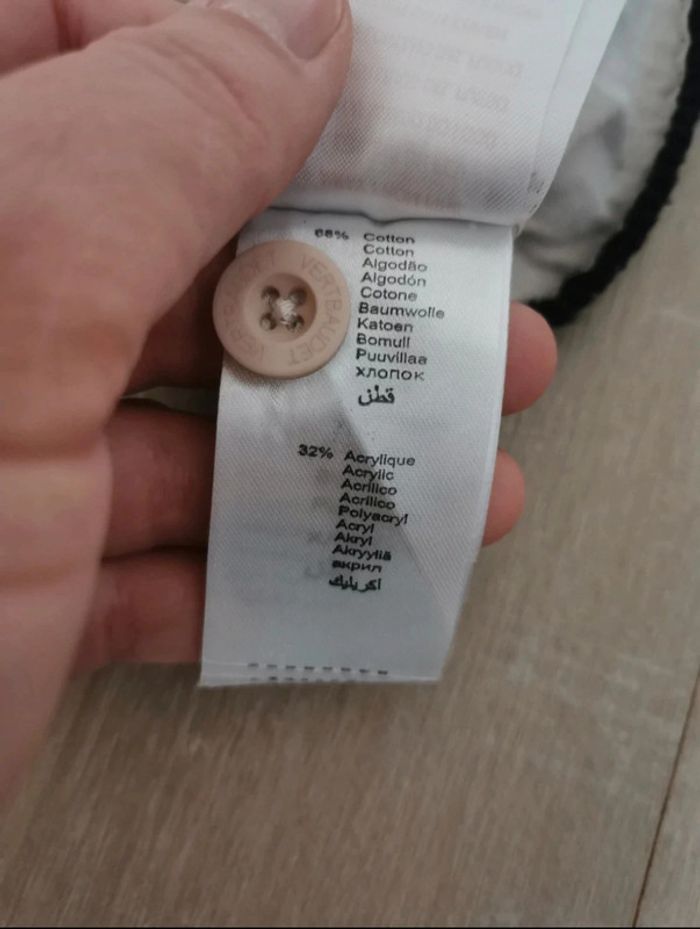 68% Cotton
Cotton
Algodão
Algodón
Cotone
Baumwolle
Katoen
Bomull
Puuvillaa
хлопок
قطن
VERTBAUDET
32% Acrylique
Acrylic
Acrílico
Acrilico
Polyacryl
Acryl
Akryl
Akryyliä
акрил
اكريليك